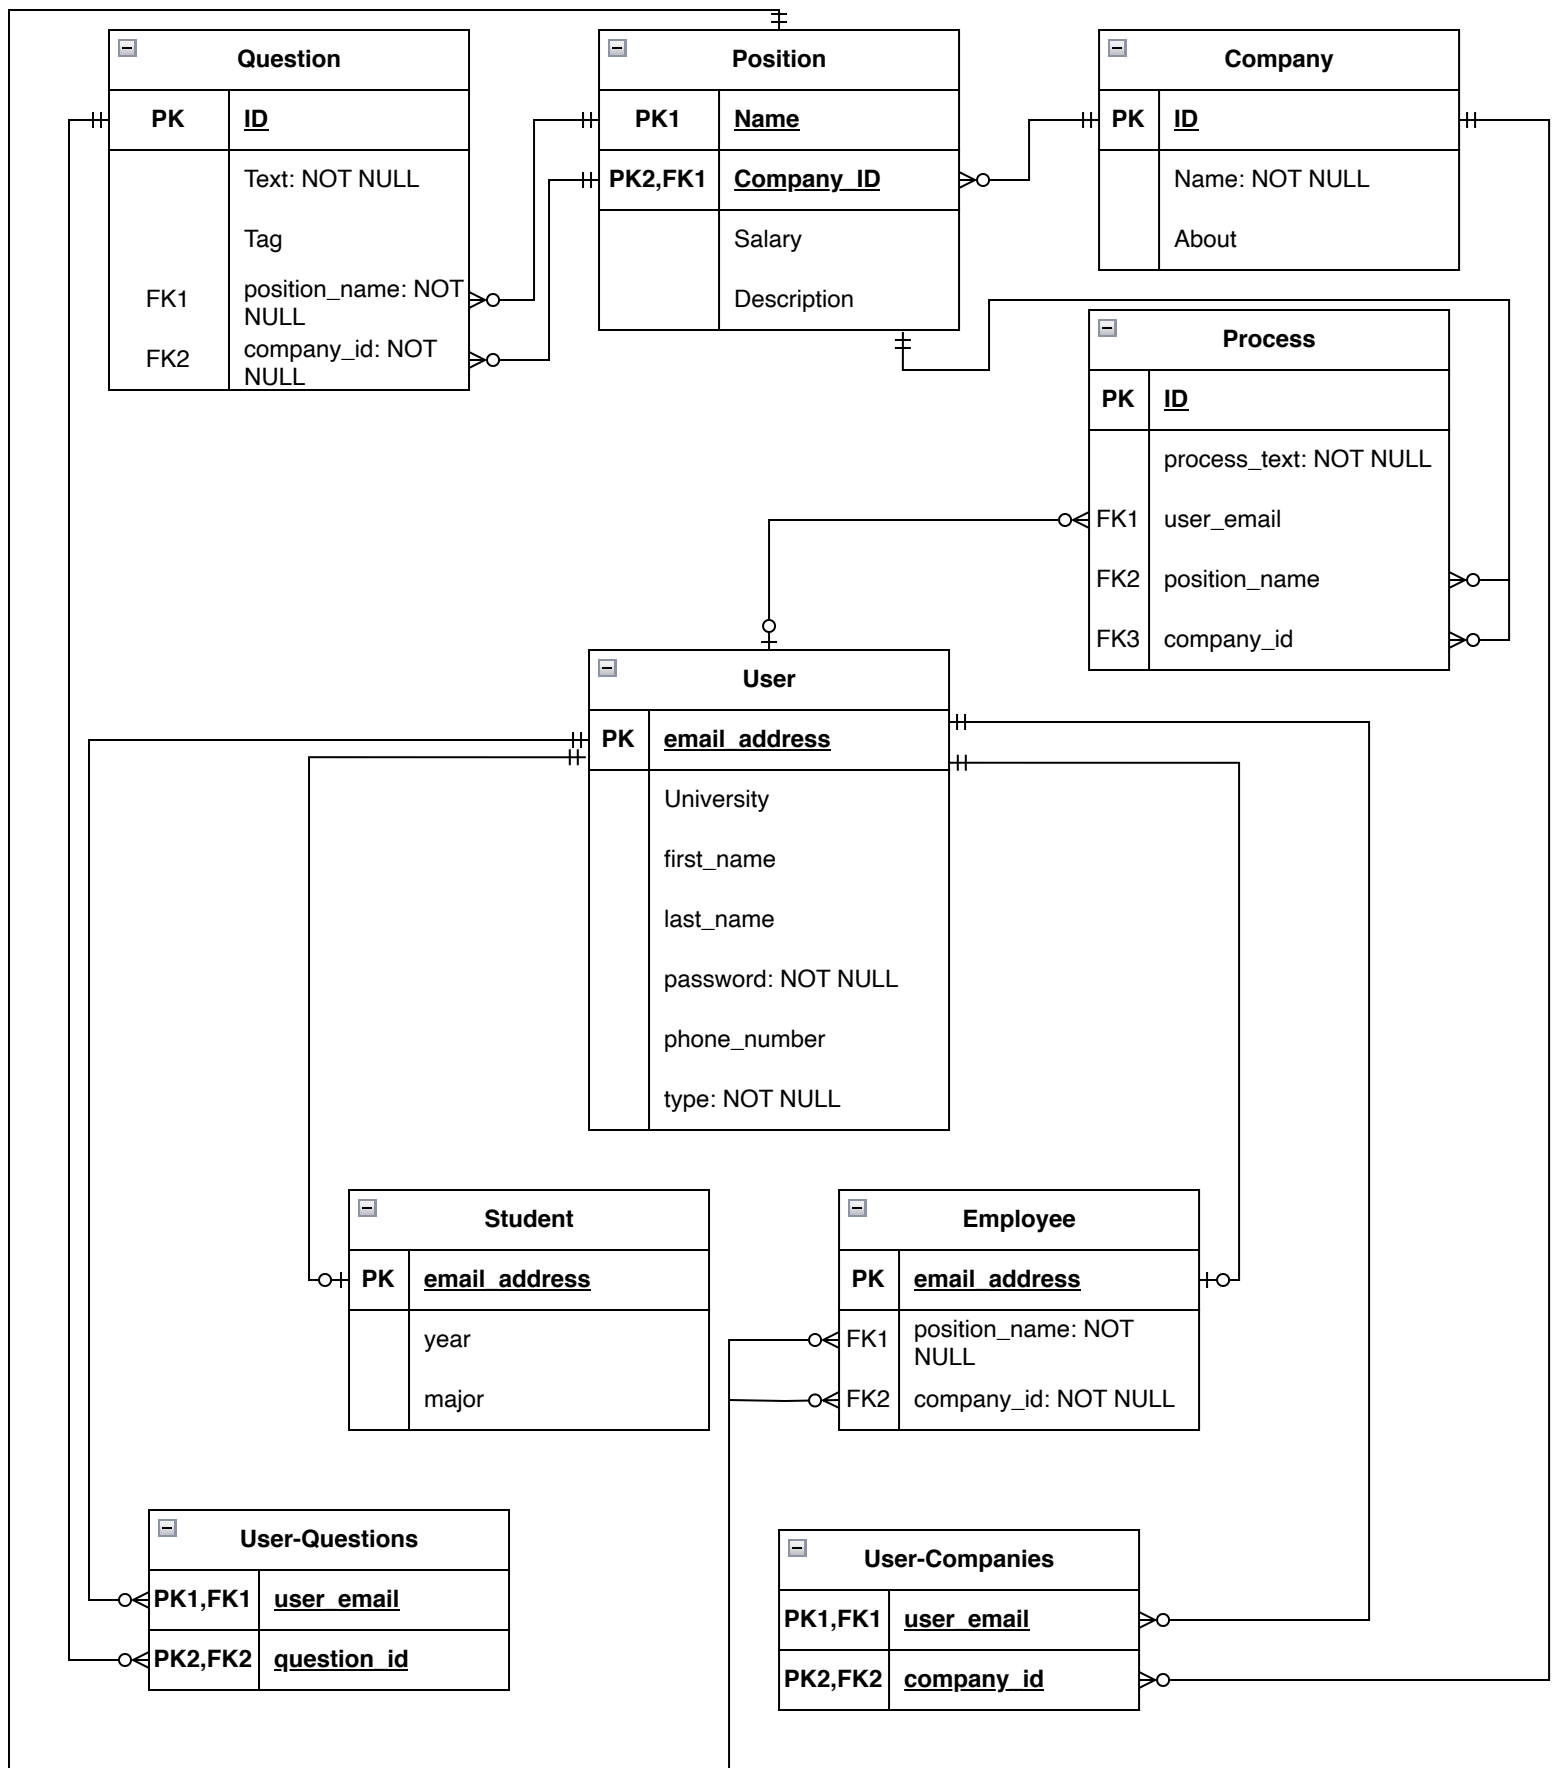 Question
PK
ID
Text: NOT NULL
Tag
FK1
position_name: NOT
NULL
FK2
company_id: NOT
NULL
Position
PK1
Name
PK2,FK1
Company_ID
Salary
Description
Company
PK
ID
Name: NOT NULL
About
Process
PK
ID
process_text: NOT NULL
FK1
user_email
FK2
position_name
FK3
company_id
User
PK
email_address
University
first_name
last_name
password: NOT NULL
phone_number
type: NOT NULL
Student
PK
email_address
year
major
Employee
PK
email_address
FK1
position_name: NOT
NULL
FK2
company_id: NOT NULL
User-Questions
PK1,FK1
user_email
PK2,FK2
question_id
User-Companies
PK1,FK1
user_email
PK2,FK2
company_id